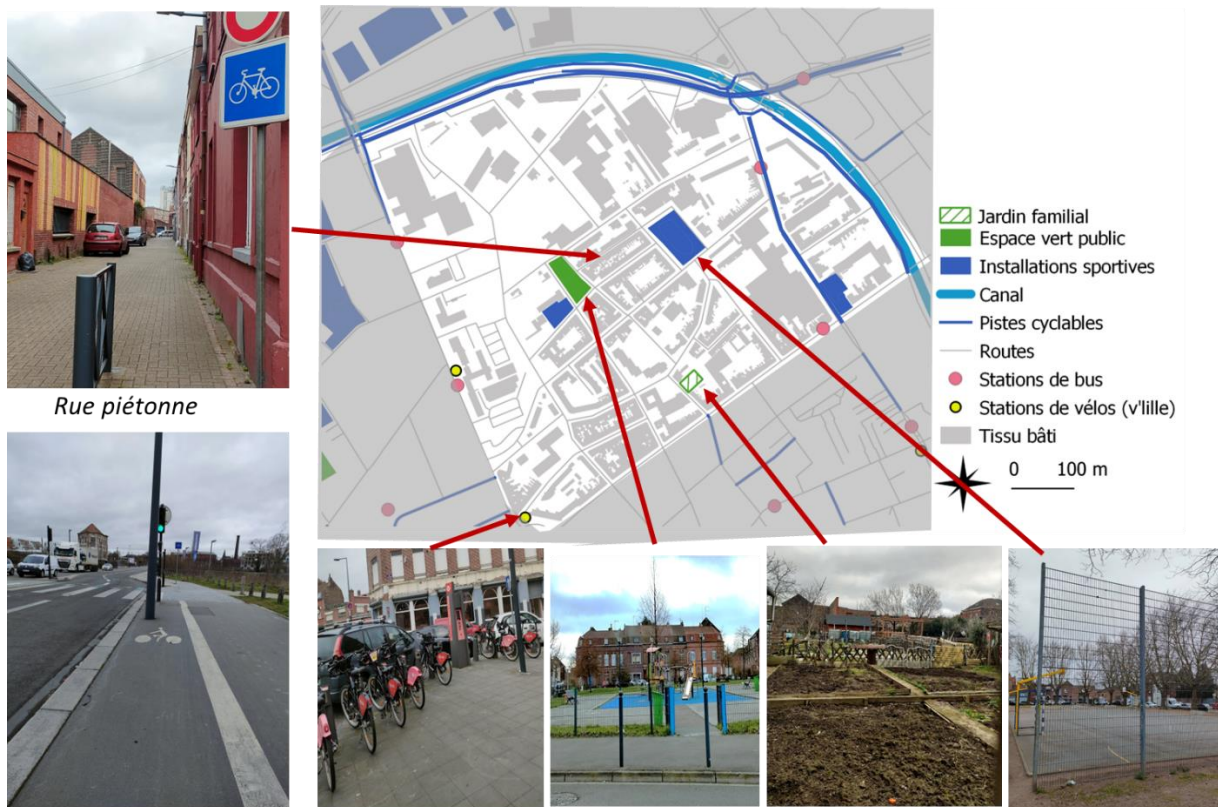 Rue piétonne
Jardin familial
Espace vert public
Installations sportives
Canal
Pistes cyclables
Routes
Stations de bus
Stations de vélos (v'lille)
Tissu bâti
0 100 m